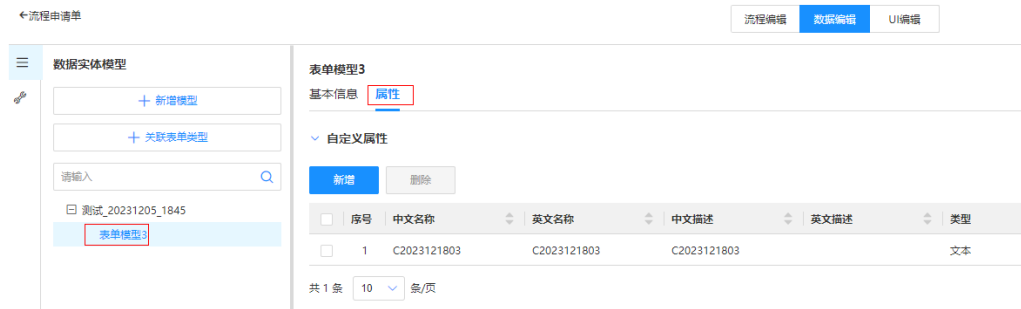 ←流程申请单
流程编辑 数据编辑 UI编辑
数据实体模型
+ 新增模型
+ 关联表单类型
请输入
测试_20231205_1845
表单模型3
表单模型3
基本信息 属性
自定义属性
新增 删除
序号 中文名称 英文名称 中文描述 英文描述 类型
1 C2023121803 C2023121803 C2023121803 文本
共 1 条 10 条/页